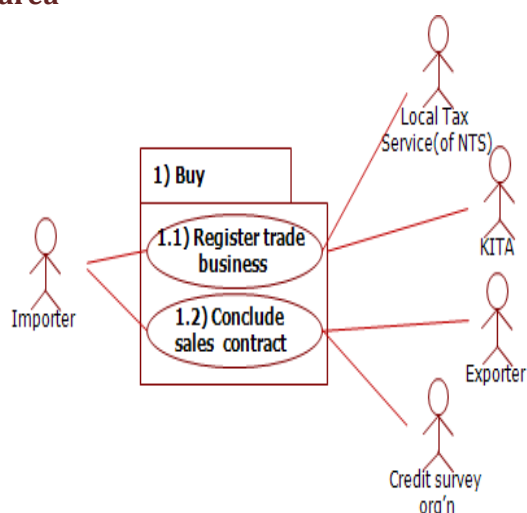 Local Tax
Service(of NTS)
1) Buy
1.1) Register trade
business
KITA
Importer
1.2) Conclude
sales contract
Exporter
Credit survey
org'n